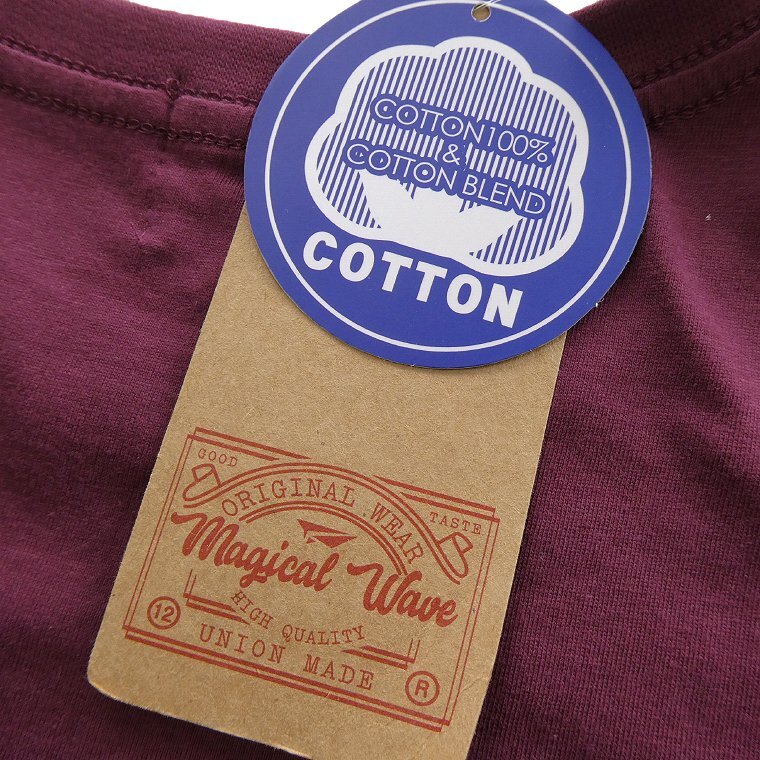 COTTON100%
&
COTTON BLEND
COTTON
GOOD
ORIGINAL WEAR
TASTE
Magical Wave
HIGH QUALITY
12
UNION MADE
R